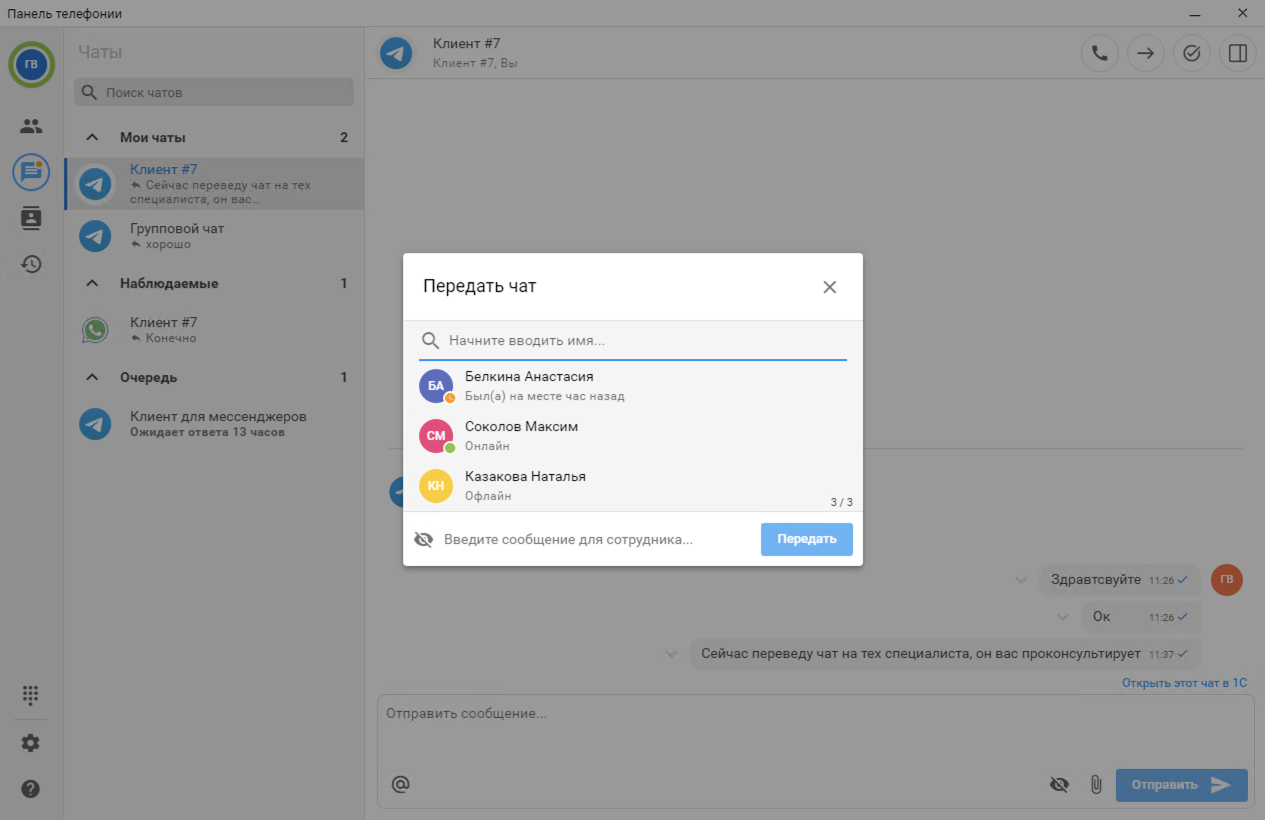 Панель телефонии
ГВ
Чаты
Поиск чатов
Мои чаты 2
Клиент #7
Сейчас переведу чат на тех
специалиста, он вас...
Групповой чат
хорошо
Наблюдаемые 1
Клиент #7
Конечно
Очередь 1
Клиент для мессенджеров
Ожидает ответа 13 часов
Клиент #7
Клиент #7, Вы
Передать чат
Начните вводить имя...
БА Белкина Анастасия
Был(а) на месте час назад
СМ Соколов Максим
Онлайн
КН Казакова Наталья
Офлайн
3 / 3
Введите сообщение для сотрудника...
Передать
Здравтсвуйте 11:26
ГВ
Ок 11:26
Сейчас переведу чат на тех специалиста, он вас проконсультирует 11:37
Открыть этот чат в 1С
Отправить сообщение...
@
Отправить